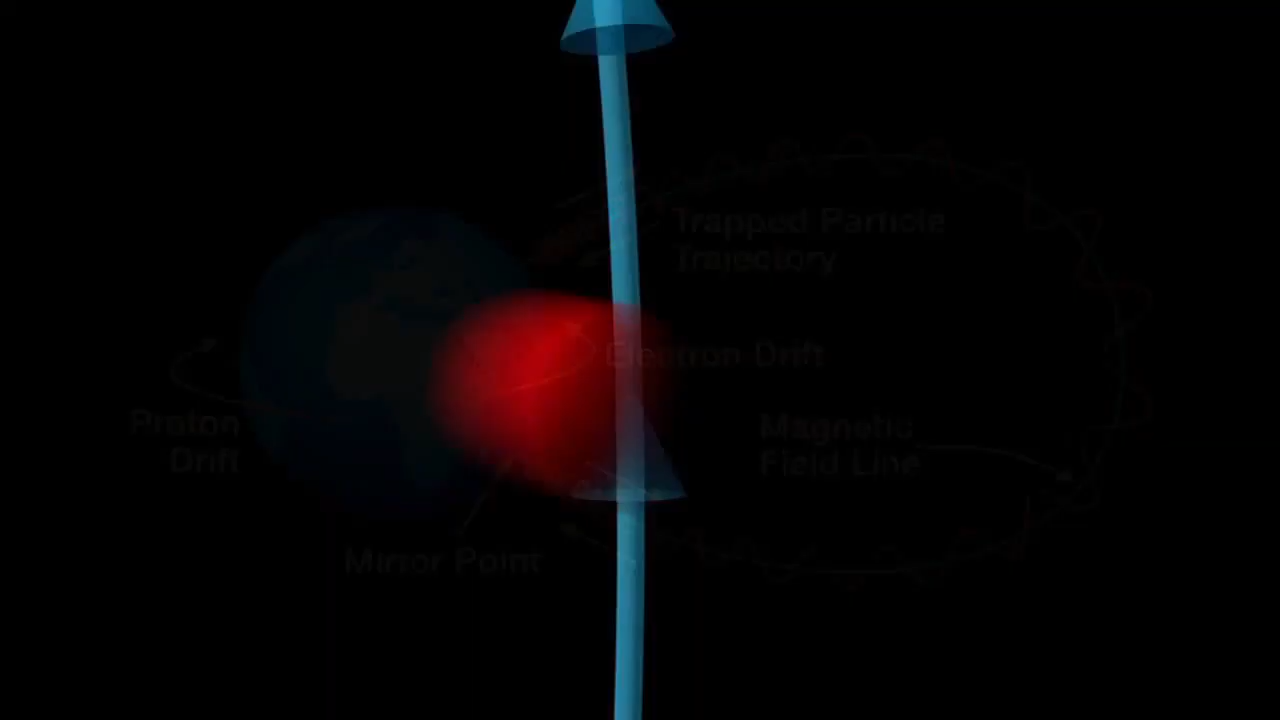 Trapped Particle
Trajectory
Electron Drift
Proton
Drift
Magnetic
Field Line
Mirror Point